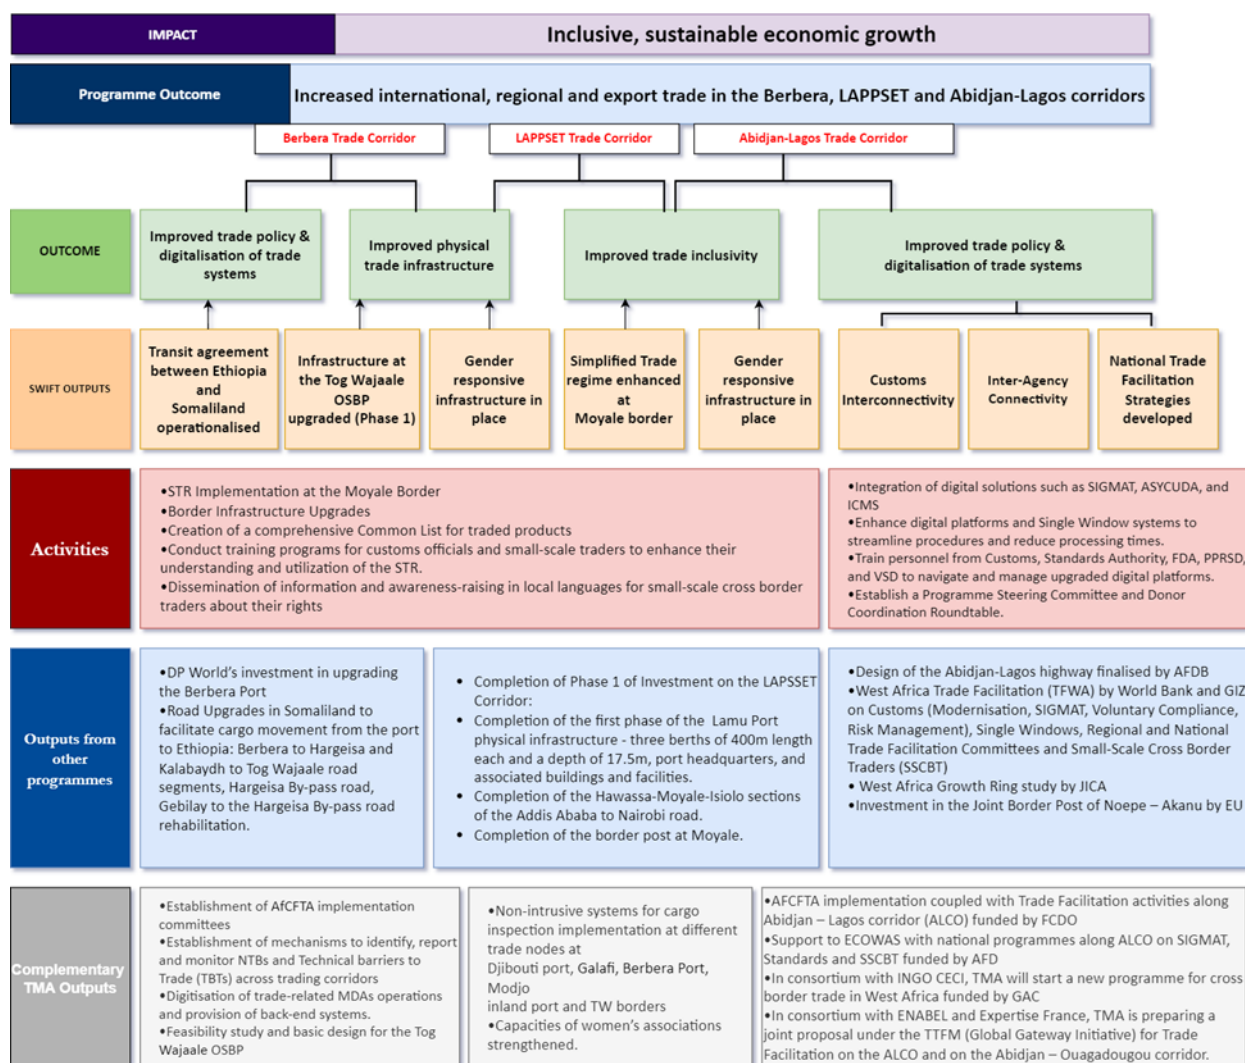 IMPACT
Inclusive, sustainable economic growth
Programme Outcome
Increased international, regional and export trade in the Berbera, LAPPSET and Abidjan-Lagos corridors
Berbera Trade Corridor
LAPPSET Trade Corridor
Abidjan-Lagos Trade Corridor
OUTCOME
Improved trade policy &
digitalisation of trade
systems
Improved physical
trade infrastructure
Improved trade inclusivity
Improved trade policy &
digitalisation of trade systems
SWIFT OUTPUTS
Transit agreement
between Ethiopia
and
Somaliland
operationalised
Infrastructure at
the Tog Wajaale
OSBP
upgraded (Phase 1)
Gender
responsive
infrastructure in
place
Simplified Trade
regime enhanced
at
Moyale border
Gender
responsive
infrastructure in
place
Customs
Interconnectivity
Inter-Agency
Connectivity
National Trade
Facilitation
Strategies
developed
Activities
•STR Implementation at the Moyale Border
•Border Infrastructure Upgrades
•Creation of a comprehensive Common List for traded products
•Conduct training programs for customs officials and small-scale traders to enhance their
understanding and utilization of the STR.
•Dissemination of information and awareness-raising in local languages for small-scale cross border
traders about their rights
•Integration of digital solutions such as SIGMAT, ASYCUDA, and
ICMS
•Enhance digital platforms and Single Window systems to
streamline procedures and reduce processing times.
•Train personnel from Customs, Standards Authority, FDA, PPRSD,
and VSD to navigate and manage upgraded digital platforms.
•Establish a Programme Steering Committee and Donor
Coordination Roundtable.
Outputs from
other
programmes
•DP World's investment in upgrading
the Berbera Port
•Road Upgrades in Somaliland to
facilitate cargo movement from the port
to Ethiopia: Berbera to Hargeisa and
Kalabaydh to Tog Wajaale road
segments, Hargeisa By-pass road,
Gebilay to the Hargeisa By-pass road
rehabilitation.
• Completion of Phase 1 of Investment on the LAPSSET
Corridor:
• Completion of the first phase of the Lamu Port
physical infrastructure - three berths of 400m length
each and a depth of 17.5m, port headquarters, and
associated buildings and facilities.
• Completion of the Hawassa-Moyale-Isiolo sections
of the Addis Ababa to Nairobi road.
• Completion of the border post at Moyale.
•Design of the Abidjan-Lagos highway finalised by AFDB
•West Africa Trade Facilitation (TFWA) by World Bank and GIZ
on Customs (Modernisation, SIGMAT, Voluntary Compliance,
Risk Management), Single Windows, Regional and National
Trade Facilitation Committees and Small-Scale Cross Border
Traders (SSCBT)
• West Africa Growth Ring study by JICA
•Investment in the Joint Border Post of Noepe – Akanu by EU
Complementary
TMA Outputs
•Establishment of AfCFTA implementation
committees
•Establishment of mechanisms to identify, report
and monitor NTBs and Technical barriers to
Trade (TBTs) across trading corridors
•Digitisation of trade-related MDAs operations
and provision of back-end systems.
•Feasibility study and basic design for the Tog
Wajaale OSBP
•Non-intrusive systems for cargo
inspection implementation at different
trade nodes at
Djibouti port, Galafi, Berbera Port,
Modjo
inland port and TW borders
•Capacities of women's associations
strengthened.
•AFCFTA implementation coupled with Trade Facilitation activities along
Abidjan – Lagos corridor (ALCO) funded by FCDO
•Support to ECOWAS with national programmes along ALCO on SIGMAT,
Standards and SSCBT funded by AFD
•In consortium with INGO CECI, TMA will start a new programme for cross
border trade in West Africa funded by GAC
•In consortium with ENABEL and Expertise France, TMA is preparing a
joint proposal under the TTFM (Global Gateway Initiative) for Trade
Facilitation on the ALCO and on the Abidjan – Ouagadougou corridor.